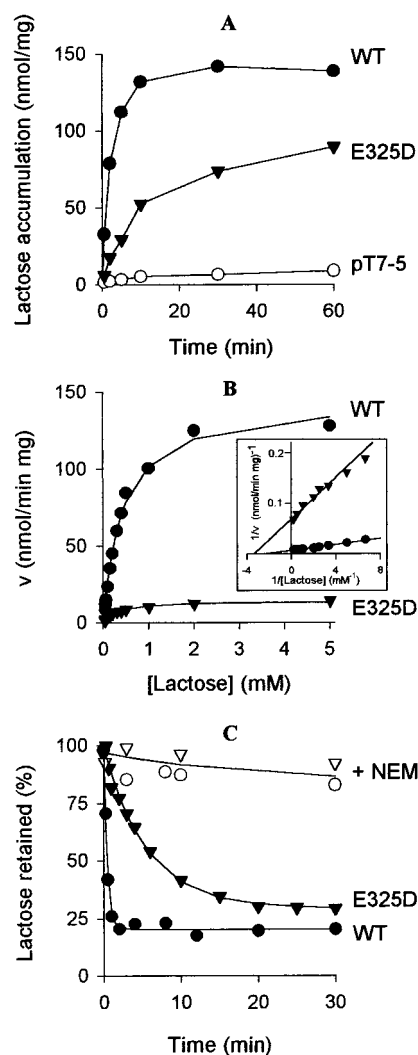 A
Lactose accumulation (nmol/mg)
150
100
50
0
WT
E325D
pT7-5
0 20 40 60
Time (min)
B
v (nmol/min mg)
150
100
50
0
WT
1/v (nmol/min mg)⁻¹
0.2
0.1
-4 0 4 8
1/[Lactose] (mM⁻¹)
E325D
0 1 2 3 4 5
[Lactose] (mM)
C
Lactose retained (%)
100
75
50
25
0
+ NEM
E325D
WT
0 10 20 30
Time (min)